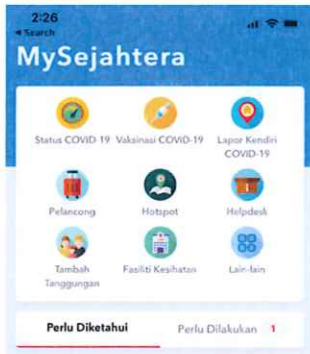 2:26
◀ Search
MySejahtera
Status COVID 19 Vaksinasi COVID-19 Lapor Kendiri
COVID-19
Pelancong Hotspot Helpdesk
Tambah Fasiliti Kesihatan Lain-lain
Tanggungan
Perlu Diketahui Perlu Dilakukan 1